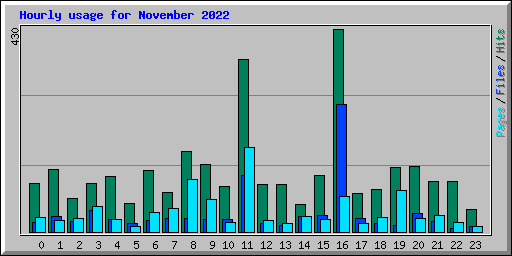 Hourly usage for November 2022
430
Pages / Files / Hits
0 1 2 3 4 5 6 7 8 9 10 11 12 13 14 15 16 17 18 19 20 21 22 23